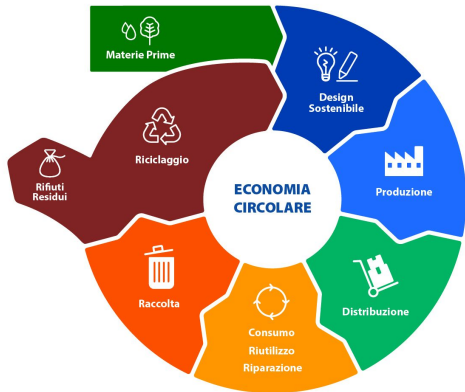 Materie Prime
Design
Sostenibile
Produzione
Distribuzione
Consumo
Riutilizzo
Riparazione
Raccolta
Riciclaggio
Rifiuti
Residui
ECONOMIA
CIRCOLARE